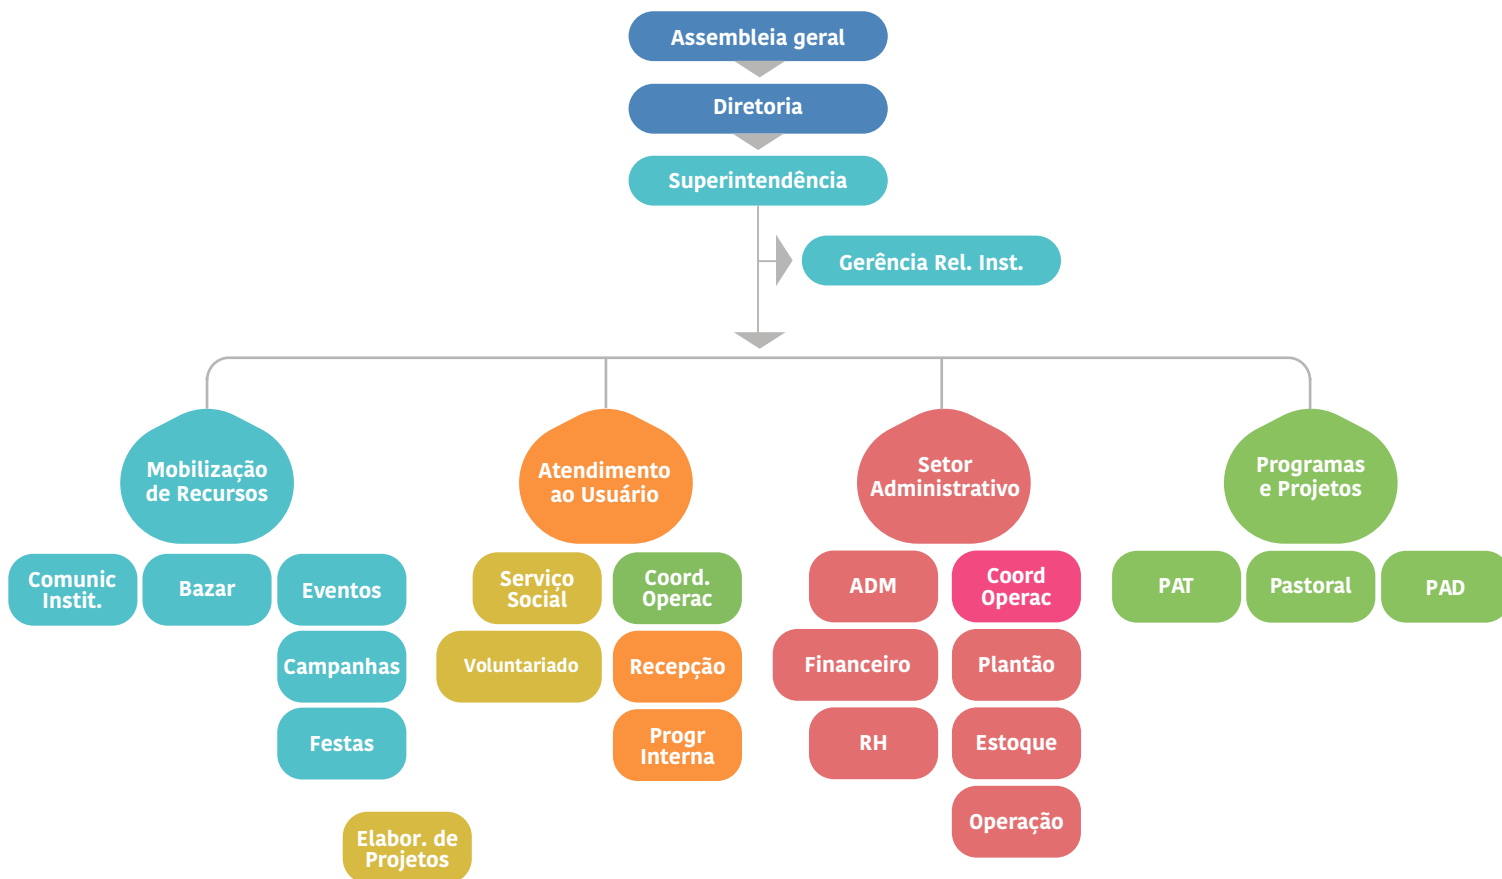 Assembleia geral
Diretoria
Superintendência
Gerência Rel. Inst.
Mobilização
de Recursos
Atendimento
ao Usuário
Setor
Administrativo
Programas
e Projetos
Comunic
Instit.
Bazar
Eventos
Campanhas
Festas
Serviço
Social
Coord.
Operac
Voluntariado
Recepção
Progr
Interna
ADM
Coord
Operac
Financeiro
Plantão
RH
Estoque
Operação
PAT
Pastoral
PAD
Elabor. de
Projetos